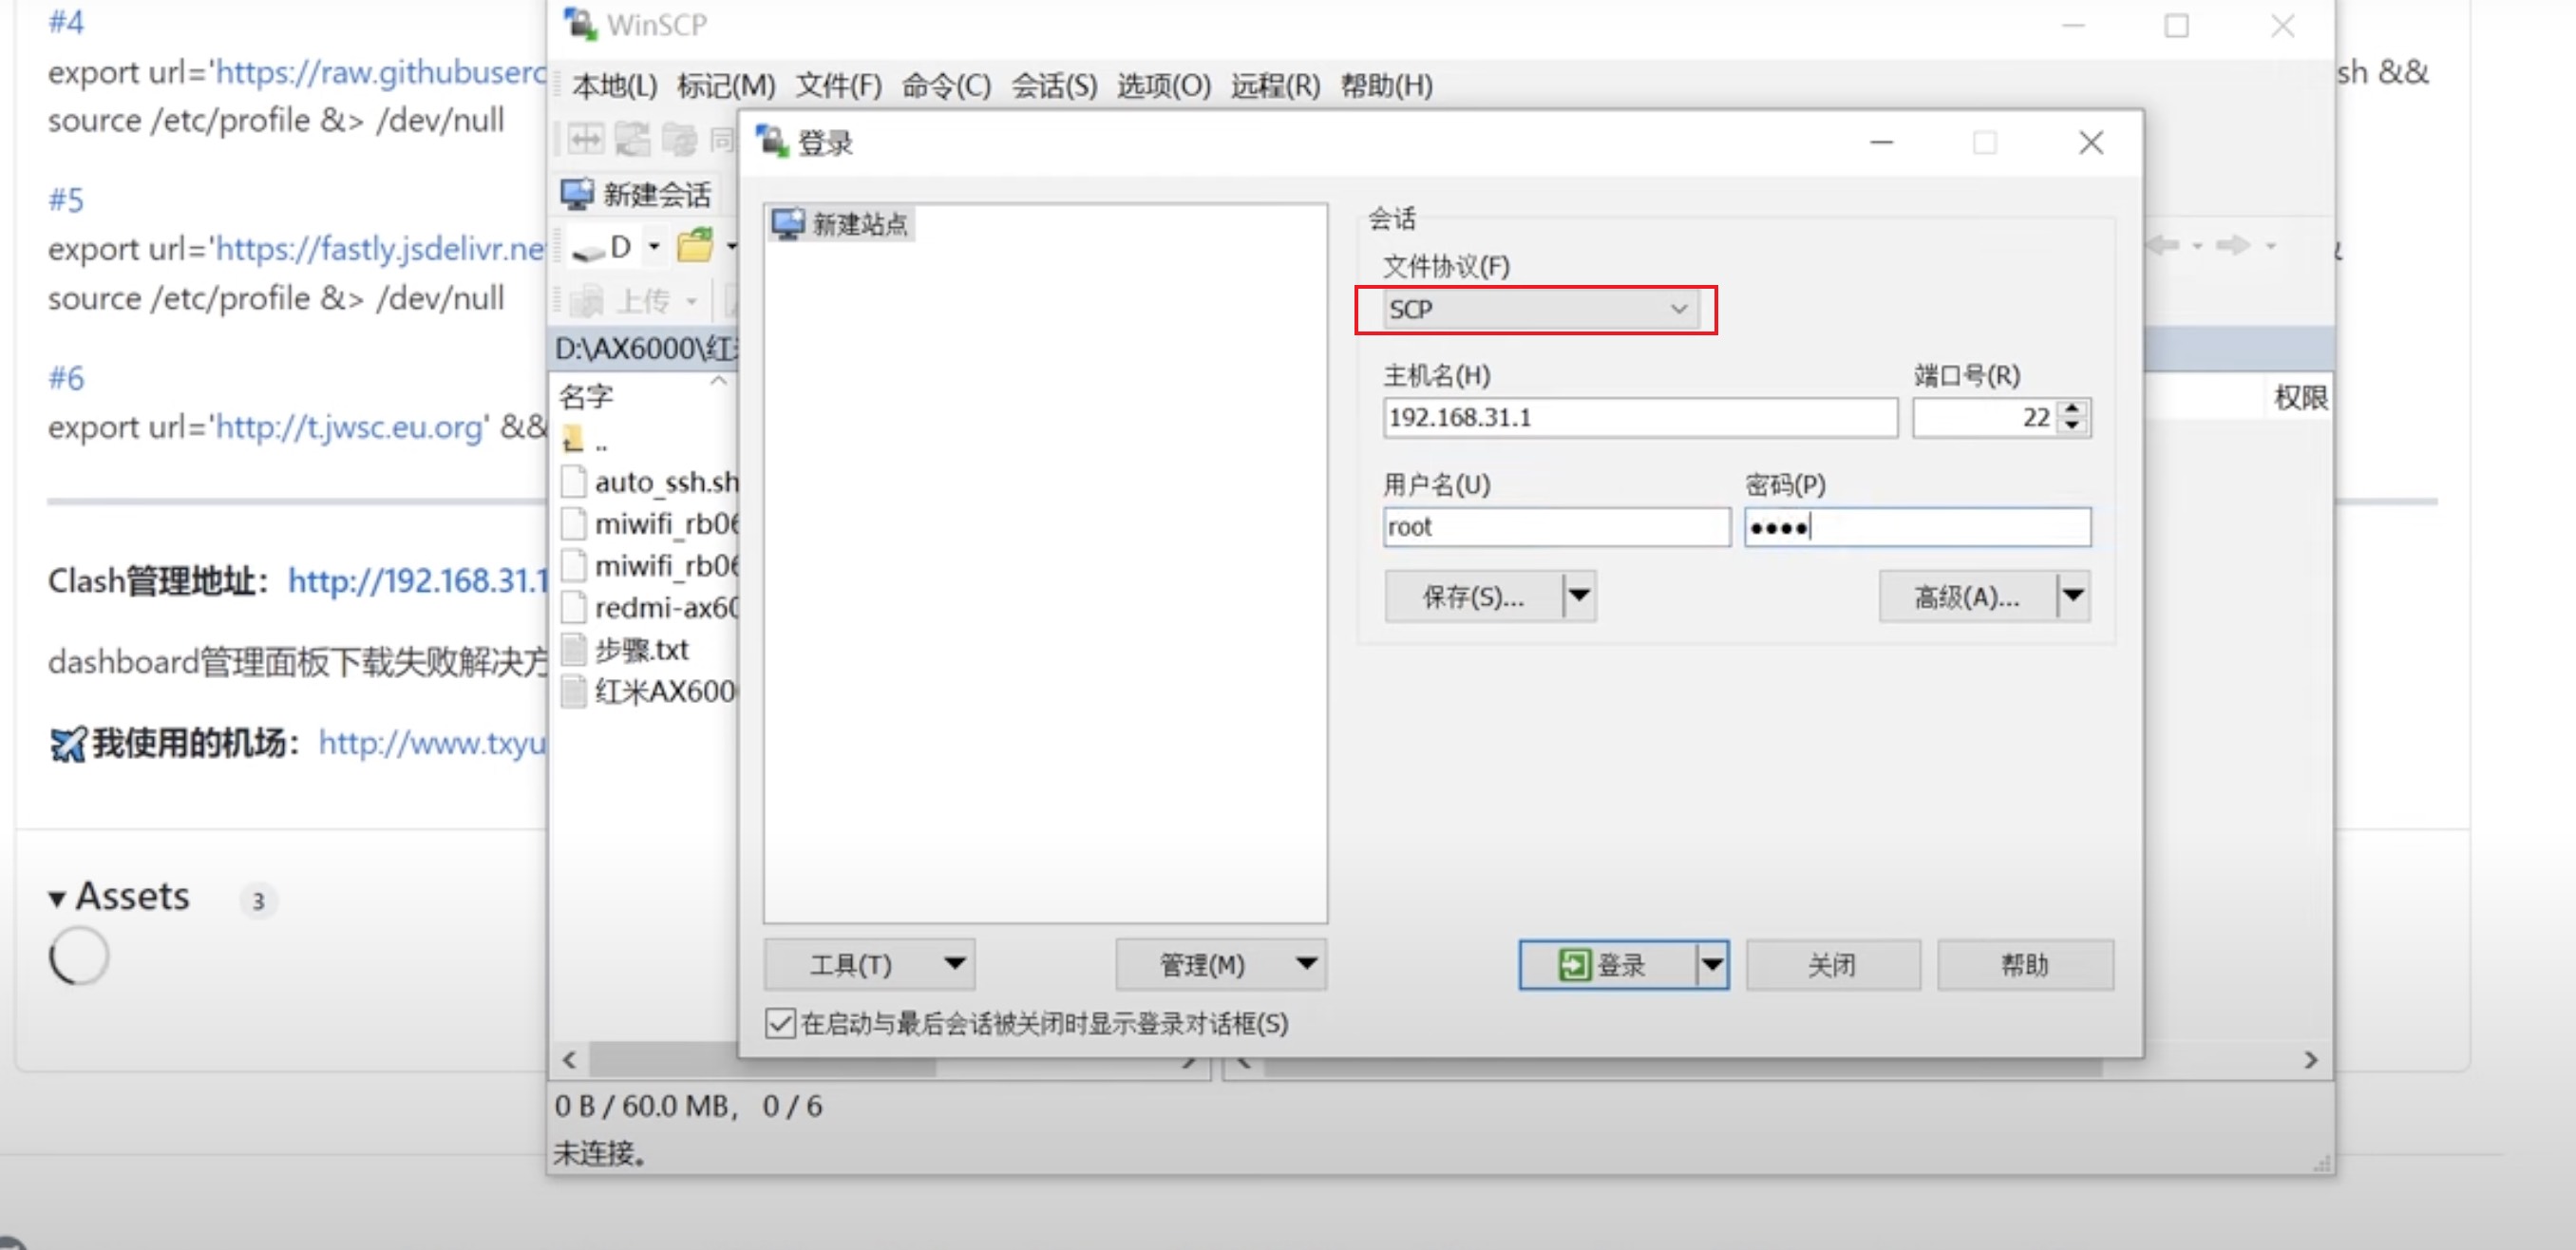 #4
export url='https://raw.githubuserc
sh &&
source /etc/profile &> /dev/null
#5
export url='https://fastly.jsdelivr.ne
source /etc/profile &> /dev/null
#6
export url='http://t.jwsc.eu.org' &&
Clash管理地址：http://192.168.31.1
dashboard管理面板下载失败解决方
我使用的机场：http://www.txyu
Assets 3
WinSCP
本地(L) 标记(M) 文件(F) 命令(C) 会话(S) 选项(O) 远程(R) 帮助(H)
同
新建会话
D
上传
D:\AX6000\红
名字
权限
..
auto_ssh.sh
miwifi_rb06
miwifi_rb06
redmi-ax60
步骤.txt
红米AX600
0 B / 60.0 MB, 0 / 6
未连接。
登录
新建站点
会话
文件协议(F)
SCP
主机名(H) 端口号(R)
192.168.31.1 22
用户名(U) 密码(P)
root ●●●●
保存(S)... 高级(A)...
工具(T) 管理(M) 登录 关闭 帮助
在启动与最后会话被关闭时显示登录对话框(S)